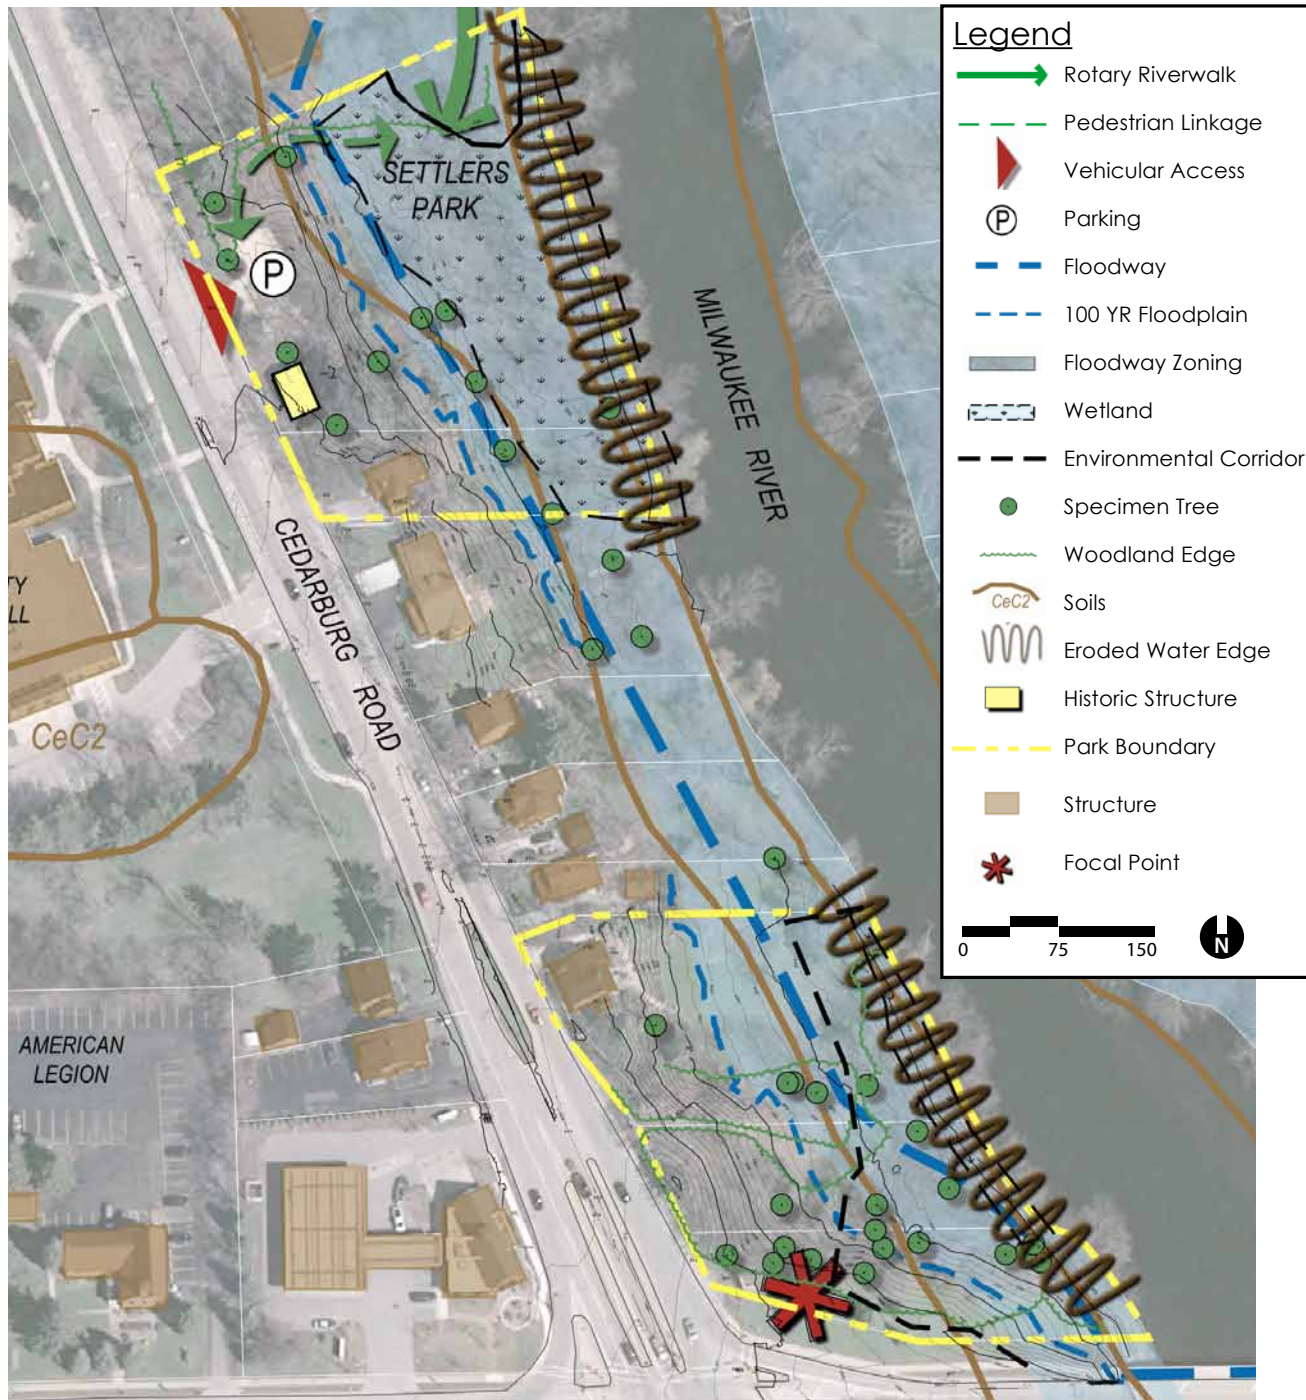 Legend
Rotary Riverwalk
Pedestrian Linkage
Vehicular Access
P
Parking
Floodway
100 YR Floodplain
Floodway Zoning
Wetland
Environmental Corridor
Specimen Tree
Woodland Edge
CeC2
Soils
Eroded Water Edge
Historic Structure
Park Boundary
Structure
Focal Point
0 75 150
N
SETTLERS
PARK
P
MILWAUKEE RIVER
CEDARBURG ROAD
TY
LL
CeC2
AMERICAN
LEGION